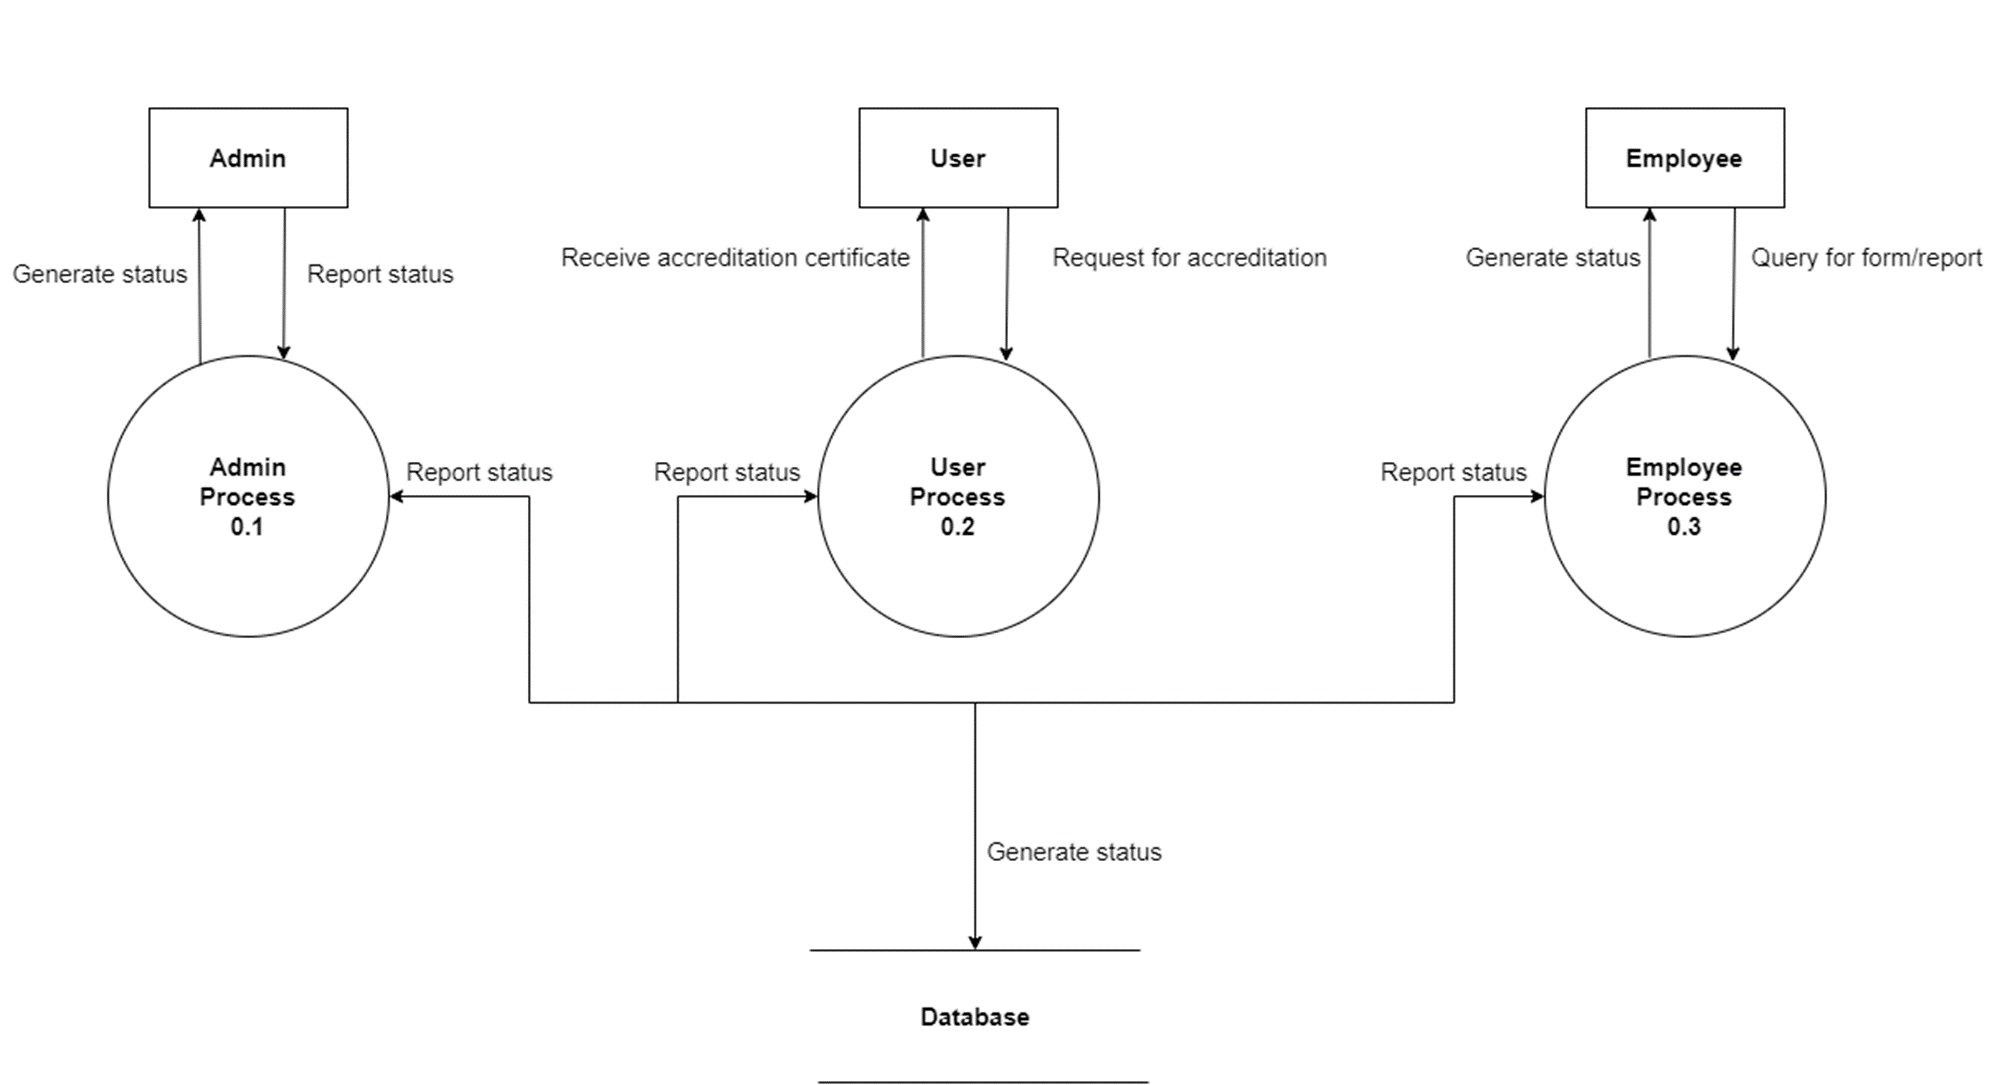 Admin
User
Employee
Generate status
Report status
Receive accreditation certificate
Request for accreditation
Generate status
Query for form/report
Admin
Process
0.1
Report status
Report status
User
Process
0.2
Report status
Employee
Process
0.3
Generate status
Database